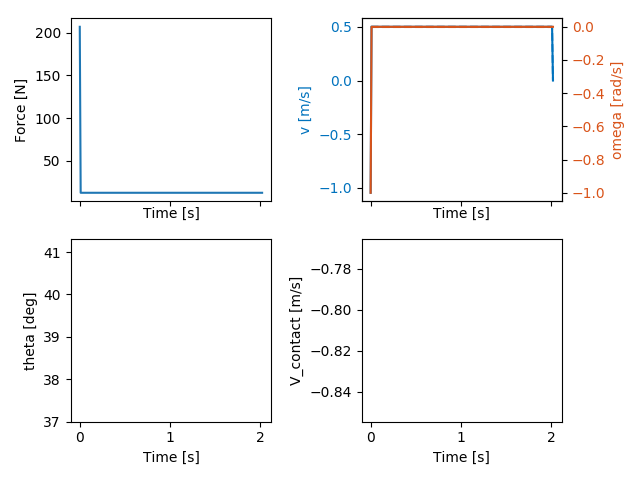 200
150
100
50
Force [N]
Time [s]
0.5
0.0
−0.5
−1.0
v [m/s]
0.0
−0.2
−0.4
−0.6
−0.8
−1.0
omega [rad/s]
Time [s]
41
40
39
38
37
theta [deg]
0 1 2
Time [s]
−0.78
−0.80
−0.82
−0.84
V_contact [m/s]
0 1 2
Time [s]